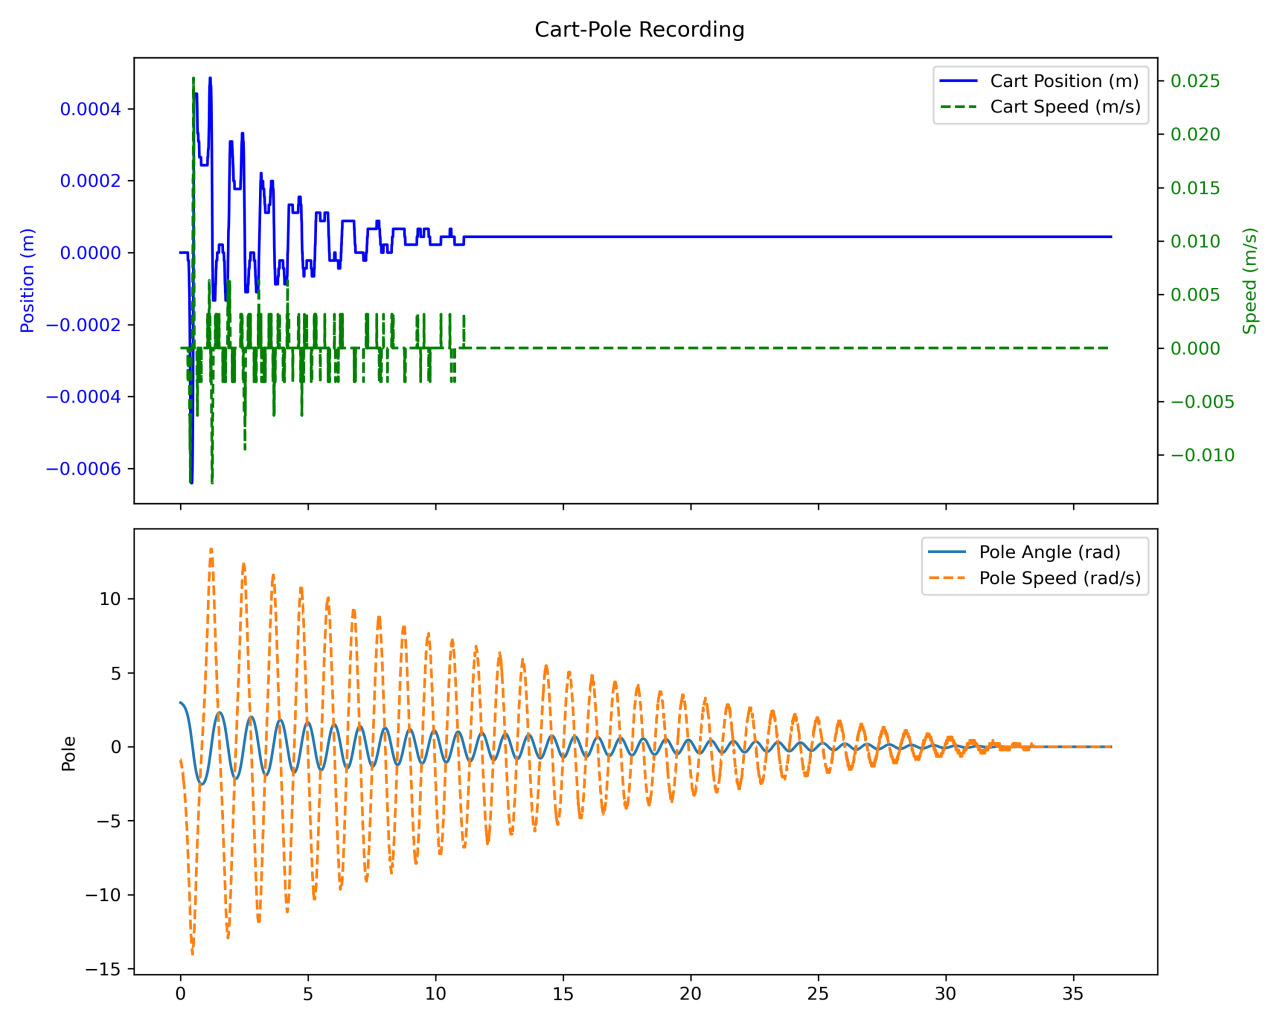 Cart-Pole Recording
Cart Position (m)
Cart Speed (m/s)
0.0004
0.0002
0.0000
−0.0002
−0.0004
−0.0006
Position (m)
0.025
0.020
0.015
0.010
0.005
0.000
−0.005
−0.010
Speed (m/s)
Pole Angle (rad)
Pole Speed (rad/s)
10
5
0
−5
−10
−15
Pole
0 5 10 15 20 25 30 35